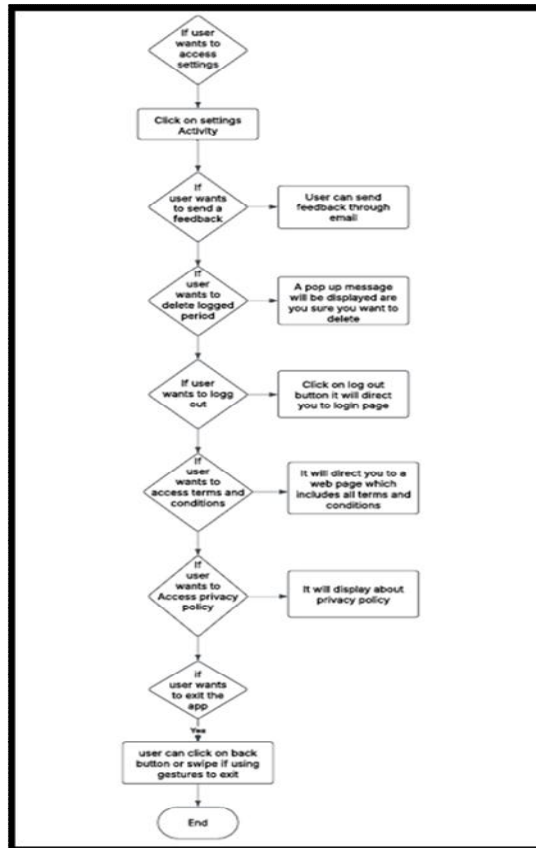 If user
wants to
access
settings
Click on settings
Activity
If
user wants
to send a
feedback
User can send
feedback through
email
If
user
wants to
delete logged
period
A pop up message
will be displayed are
you sure you want to
delete
If user
wants to logg
out
Click on log out
button it will direct
you to login page
If
user
wants to
access terms and
conditions
It will direct you to a
web page which
includes all terms and
conditions
If
user
wants to
Access privacy
policy
It will display about
privacy policy
if
user wants
to exit the
app
Yes
user can click on back
button or swipe if using
gestures to exit
End